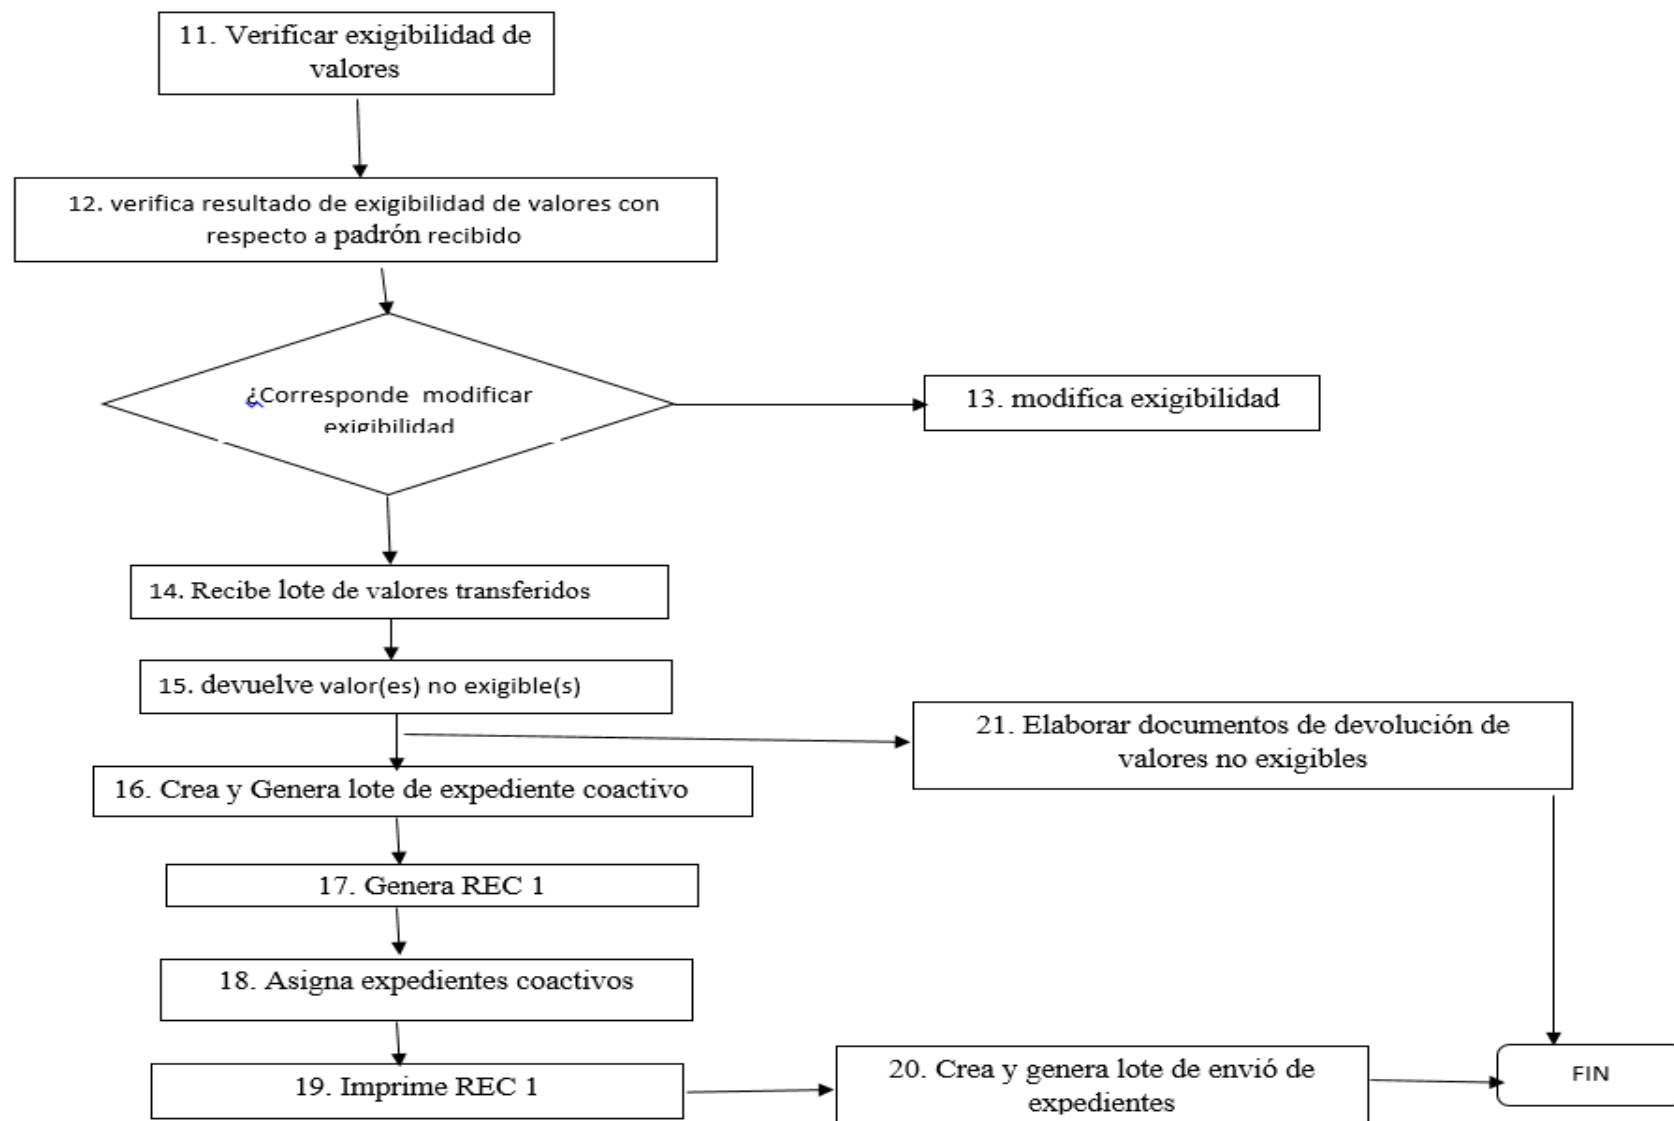 11. Verificar exigibilidad de
valores
12. verifica resultado de exigibilidad de valores con
respecto a padrón recibido
¿Corresponde modificar
exigibilidad
13. modifica exigibilidad
14. Recibe lote de valores transferidos
15. devuelve valor(es) no exigible(s)
21. Elaborar documentos de devolución de
valores no exigibles
16. Crea y Genera lote de expediente coactivo
17. Genera REC 1
18. Asigna expedientes coactivos
19. Imprime REC 1
20. Crea y genera lote de envió de
expedientes
FIN